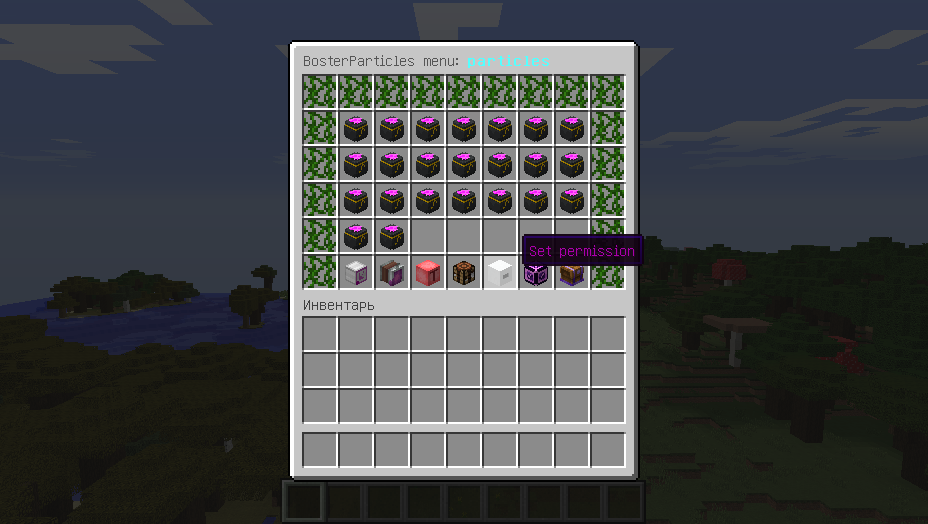 BosterParticles menu: particles
Set permission
Инвентарь